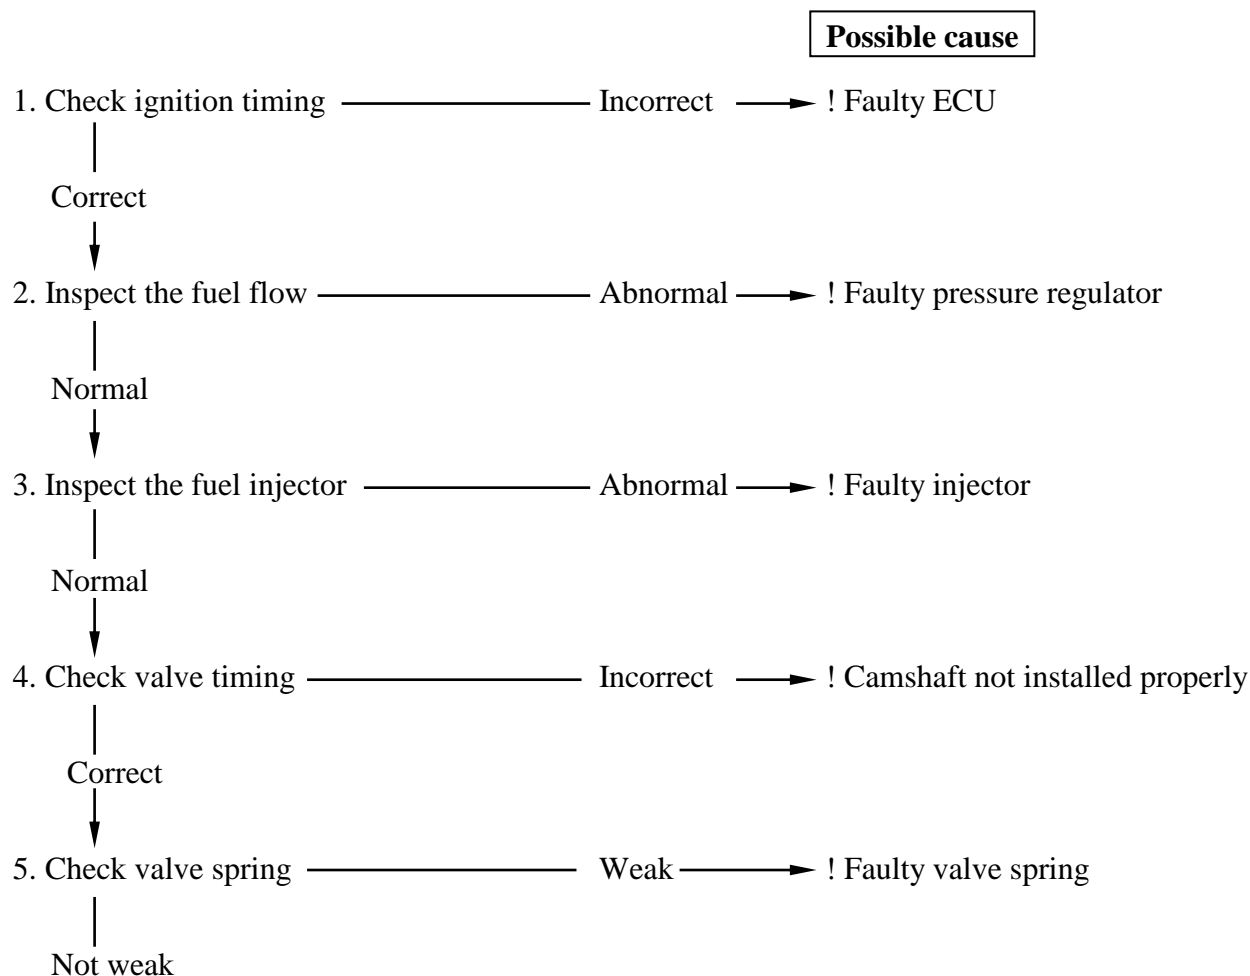 Possible cause
1. Check ignition timing Incorrect ! Faulty ECU
Correct
2. Inspect the fuel flow Abnormal ! Faulty pressure regulator
Normal
3. Inspect the fuel injector Abnormal ! Faulty injector
Normal
4. Check valve timing Incorrect ! Camshaft not installed properly
Correct
5. Check valve spring Weak ! Faulty valve spring
Not weak